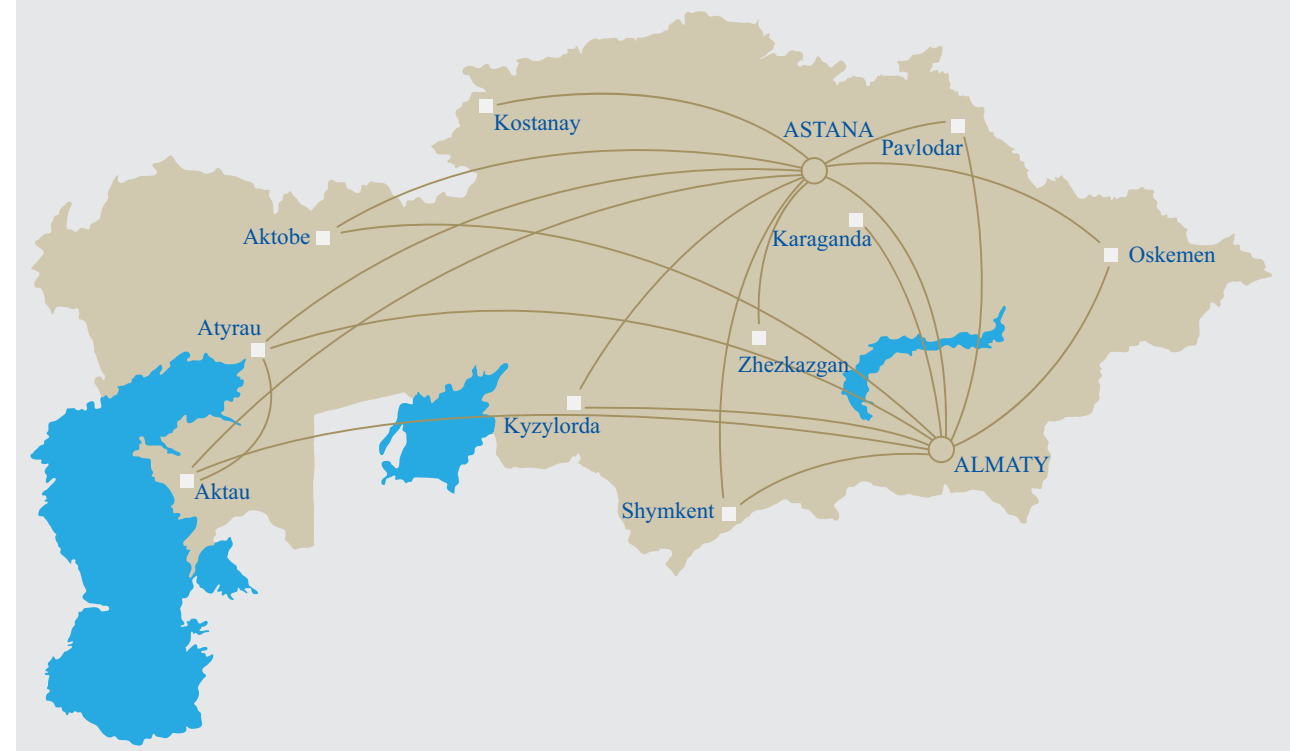 Kostanay
ASTANA
Pavlodar
Aktobe
Karaganda
Oskemen
Atyrau
Zhezkazgan
Kyzylorda
ALMATY
Aktau
Shymkent